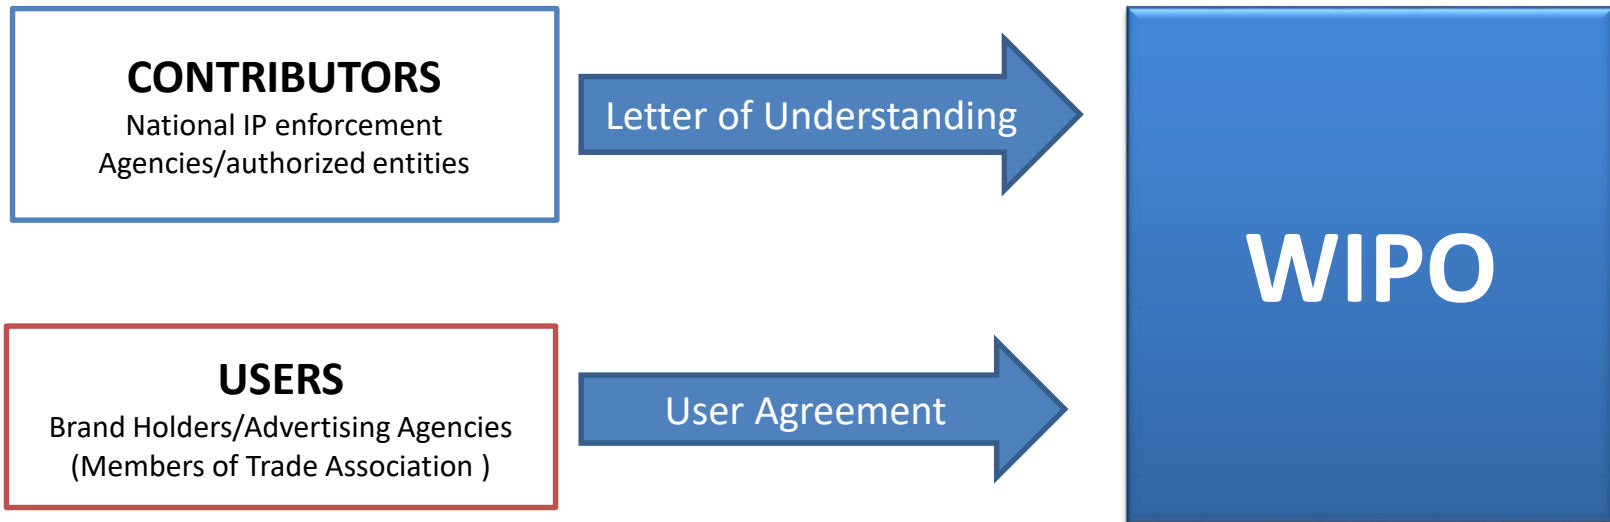 CONTRIBUTORS
National IP enforcement
Agencies/authorized entities
Letter of Understanding
WIPO
USERS
Brand Holders/Advertising Agencies
(Members of Trade Association )
User Agreement